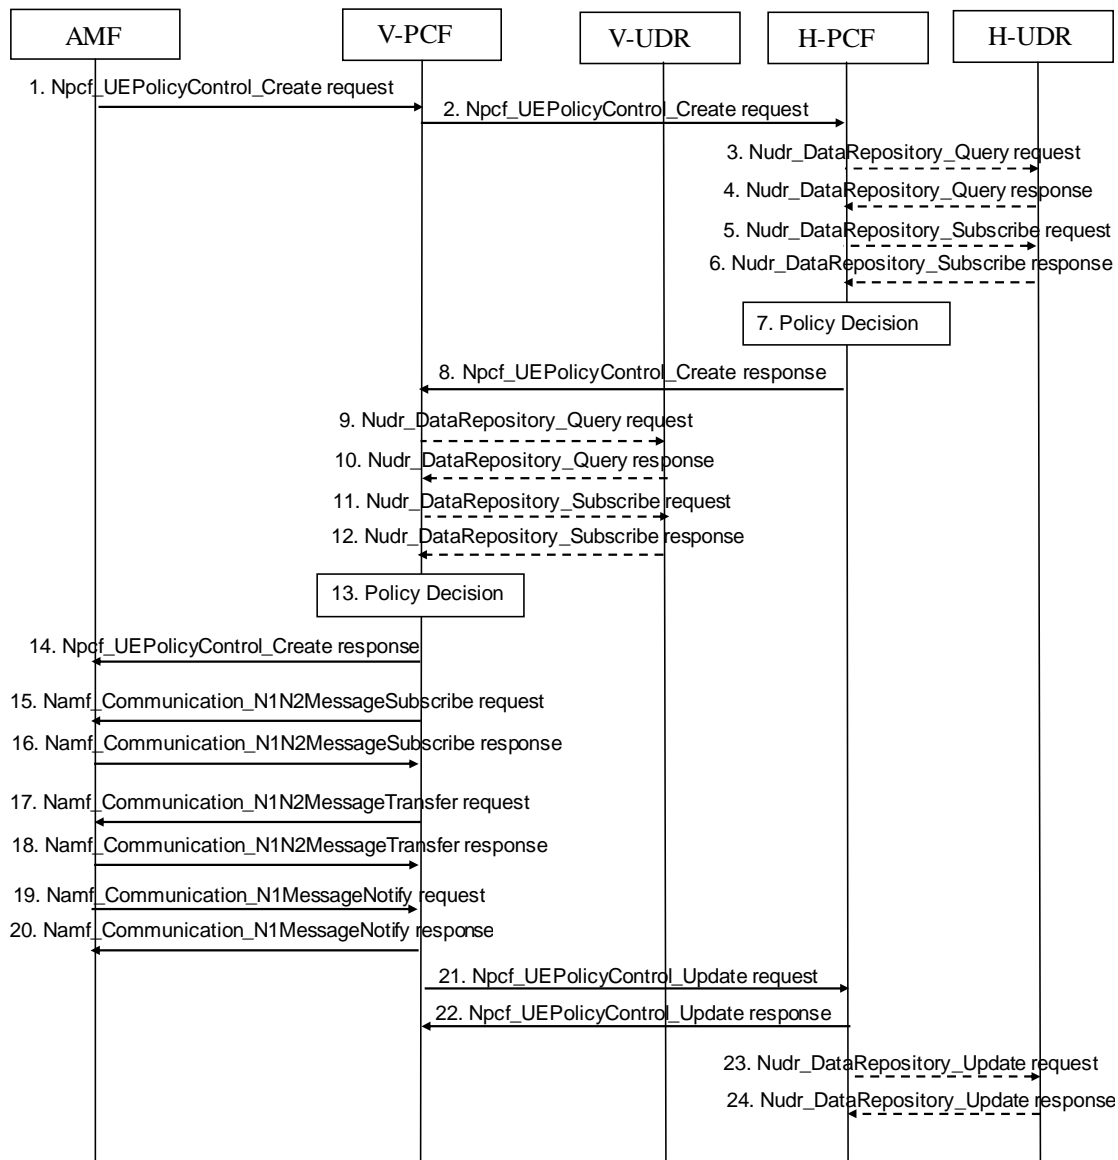 AMF
V-PCF
V-UDR
H-PCF
H-UDR
1. Npcf_UEPolicyControl_Create request
2. Npcf_UEPolicyControl_Create request
3. Nudr_DataRepository_Query request
4. Nudr_DataRepository_Query response
5. Nudr_DataRepository_Subscribe request
6. Nudr_DataRepository_Subscribe response
7. Policy Decision
8. Npcf_UEPolicyControl_Create response
9. Nudr_DataRepository_Query request
10. Nudr_DataRepository_Query response
11. Nudr_DataRepository_Subscribe request
12. Nudr_DataRepository_Subscribe response
13. Policy Decision
14. Npcf_UEPolicyControl_Create response
15. Namf_Communication_N1N2MessageSubscribe request
16. Namf_Communication_N1N2MessageSubscribe response
17. Namf_Communication_N1N2MessageTransfer request
18. Namf_Communication_N1N2MessageTransfer response
19. Namf_Communication_N1MessageNotify request
20. Namf_Communication_N1MessageNotify response
21. Npcf_UEPolicyControl_Update request
22. Npcf_UEPolicyControl_Update response
23. Nudr_DataRepository_Update request
24. Nudr_DataRepository_Update response